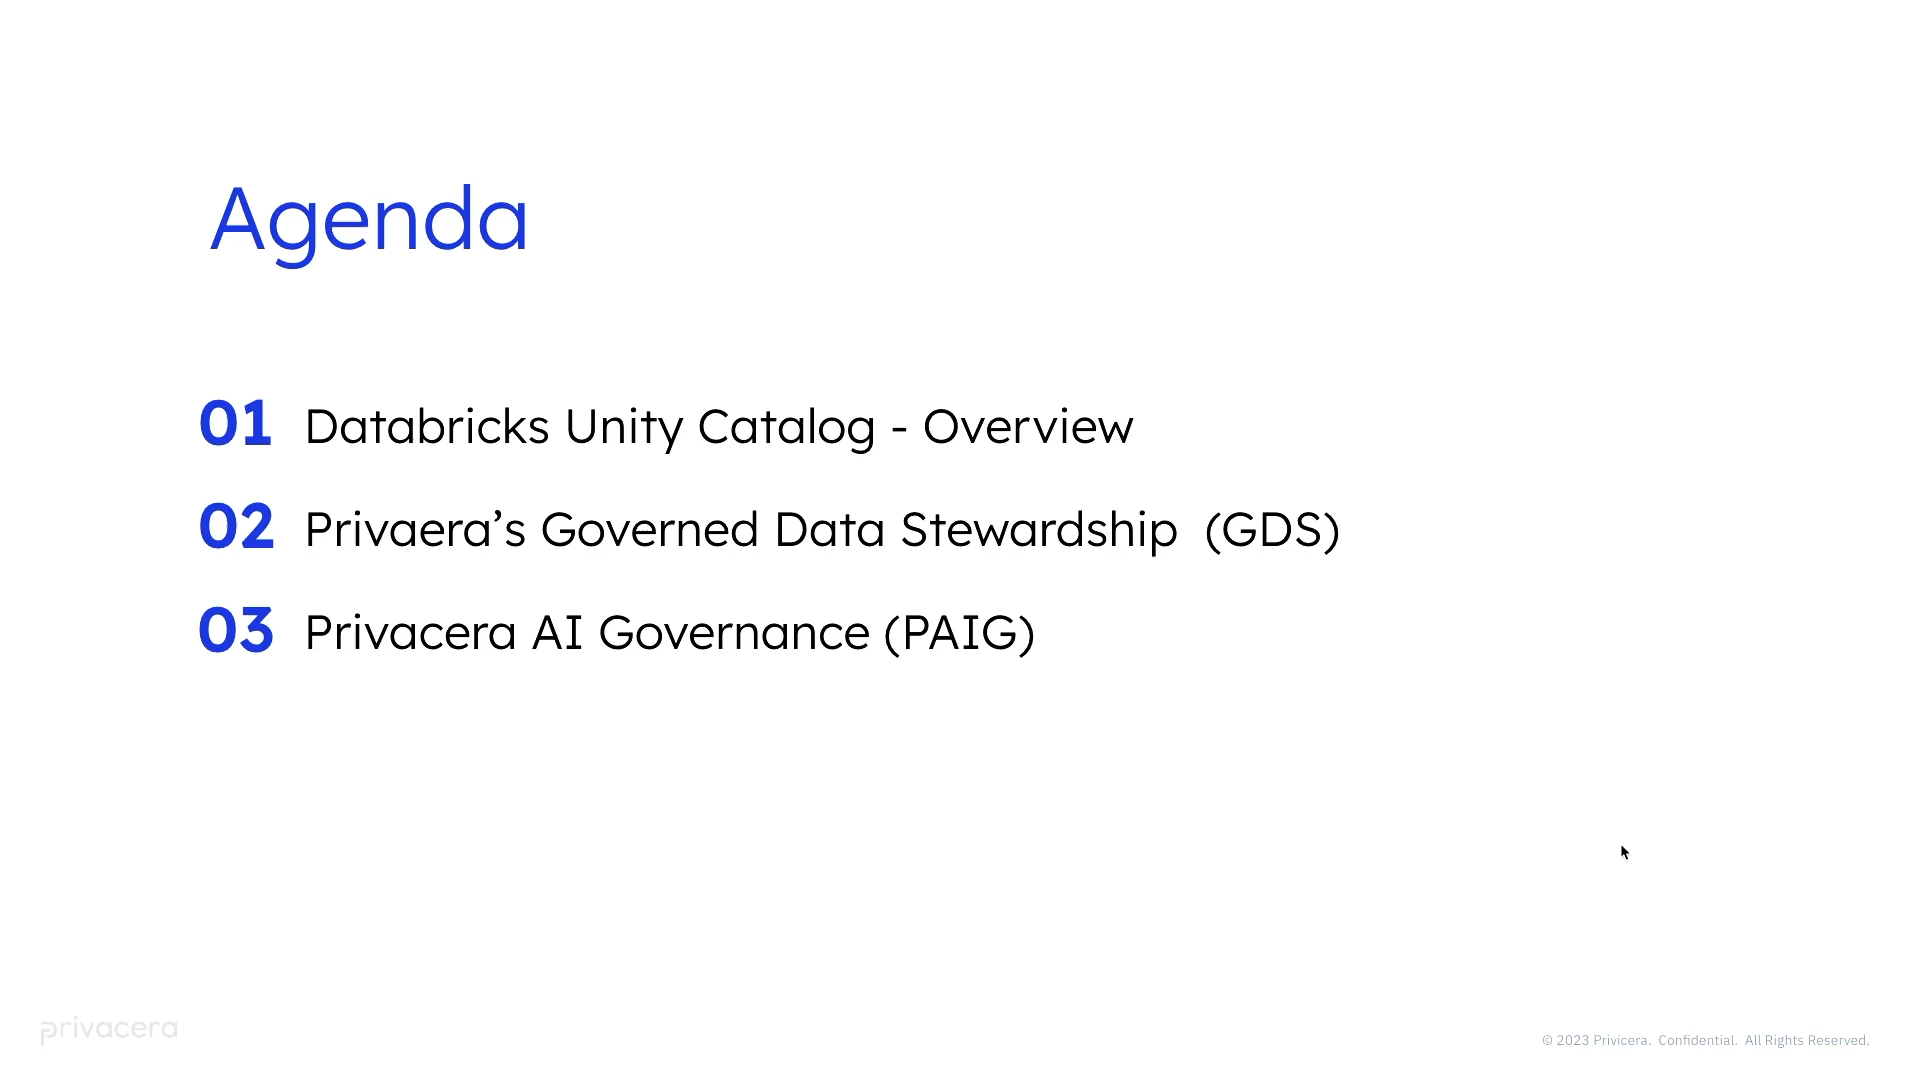 Agenda
01 Databricks Unity Catalog - Overview
02 Privaera’s Governed Data Stewardship (GDS)
03 Privacera AI Governance (PAIG)
privacera
© 2023 Privicera. Confidential. All Rights Reserved.